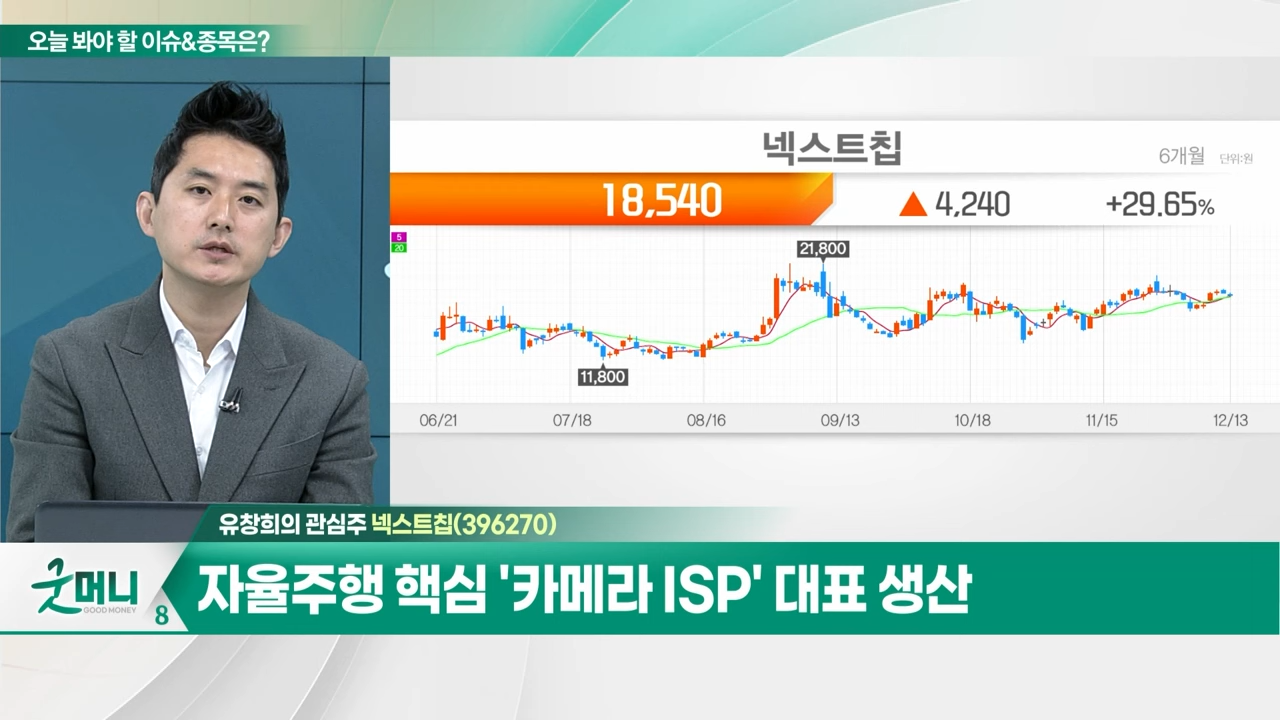 오늘 봐야 할 이슈&종목은?
넥스트칩
6개월 단위:원
18,540 ▲ 4,240 +29.65%
5
20
21,800
11,800
06/21 07/18 08/16 09/13 10/18 11/15 12/13
유창희의 관심주 넥스트칩(396270)
굿머니
GOOD MONEY
8
자율주행 핵심 '카메라 ISP' 대표 생산